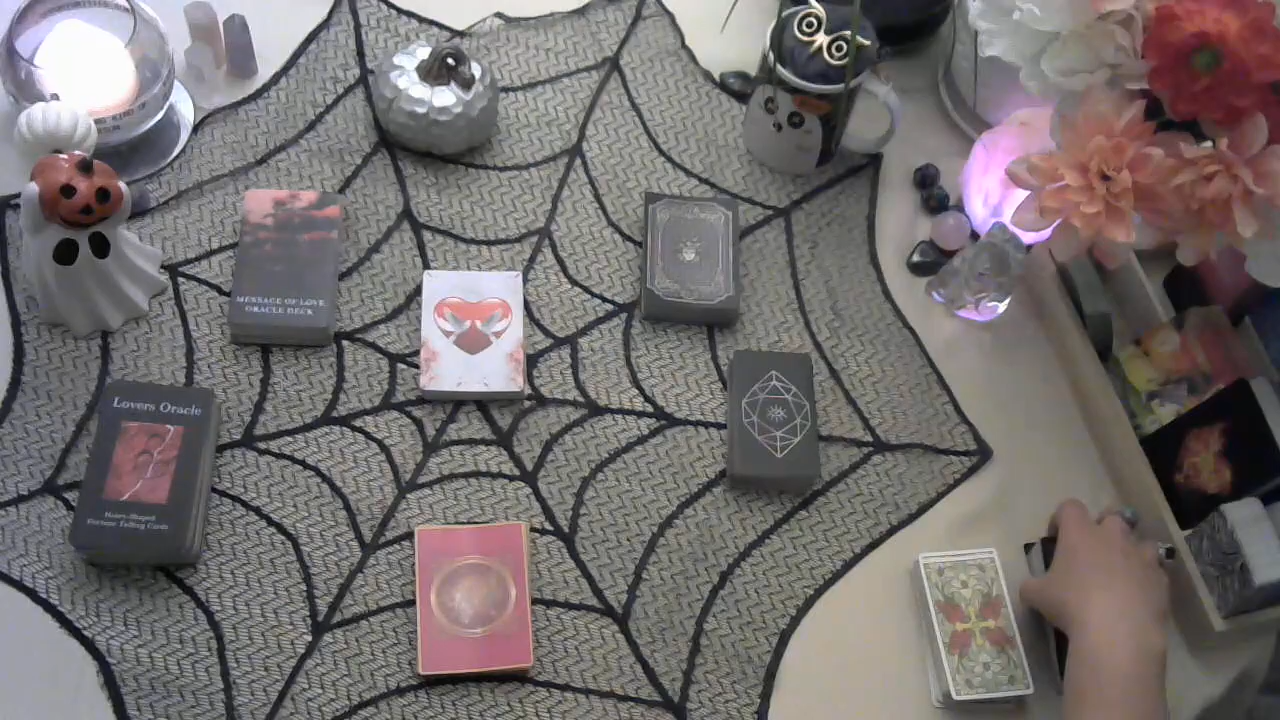 MESSAGE OF LOVE
ORACLE DECK
Lovers Oracle
Heart-Shaped
Fortune Telling Cards